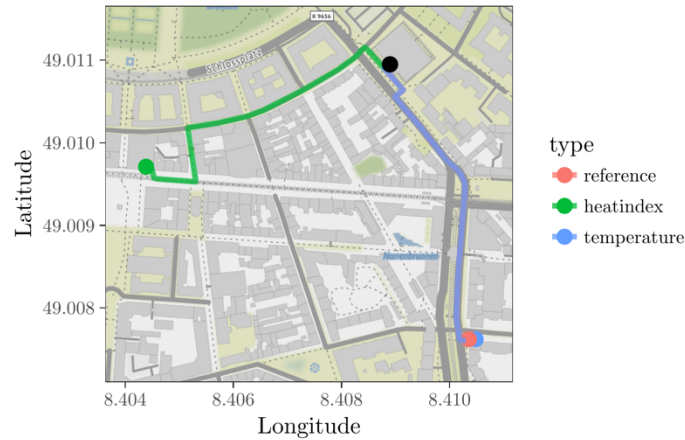 K 9656
Schlossplatz
49.011
49.010
49.009
49.008
Latitude
Narrenbrunnen
8.404
8.406
8.408
8.410
Longitude
type
reference
heatindex
temperature